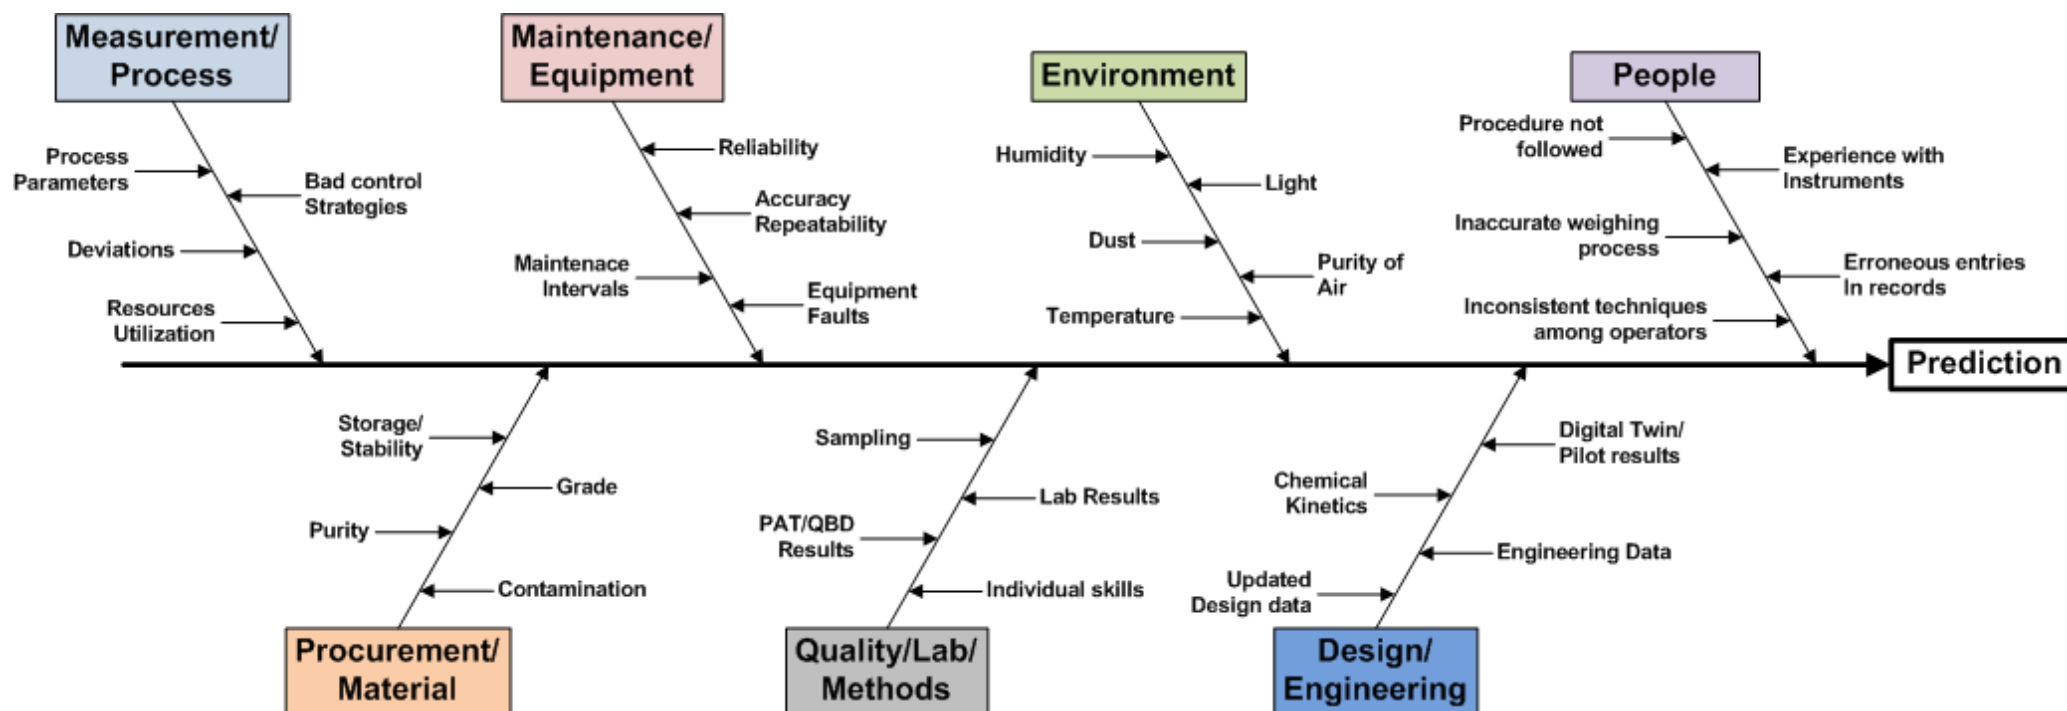 Measurement/
Process
Maintenance/
Equipment
Environment
People
Process
Parameters
Bad control
Strategies
Deviations
Resources
Utilization
Reliability
Accuracy
Repeatability
Maintenace
Intervals
Equipment
Faults
Humidity
Light
Dust
Purity of
Air
Temperature
Procedure not
followed
Experience with
Instruments
Inaccurate weighing
process
Erroneous entries
In records
Inconsistent techniques
among operators
Prediction
Storage/
Stability
Grade
Purity
Contamination
Sampling
Lab Results
PAT/QBD
Results
Individual skills
Digital Twin/
Pilot results
Chemical
Kinetics
Engineering Data
Updated
Design data
Procurement/
Material
Quality/Lab/
Methods
Design/
Engineering